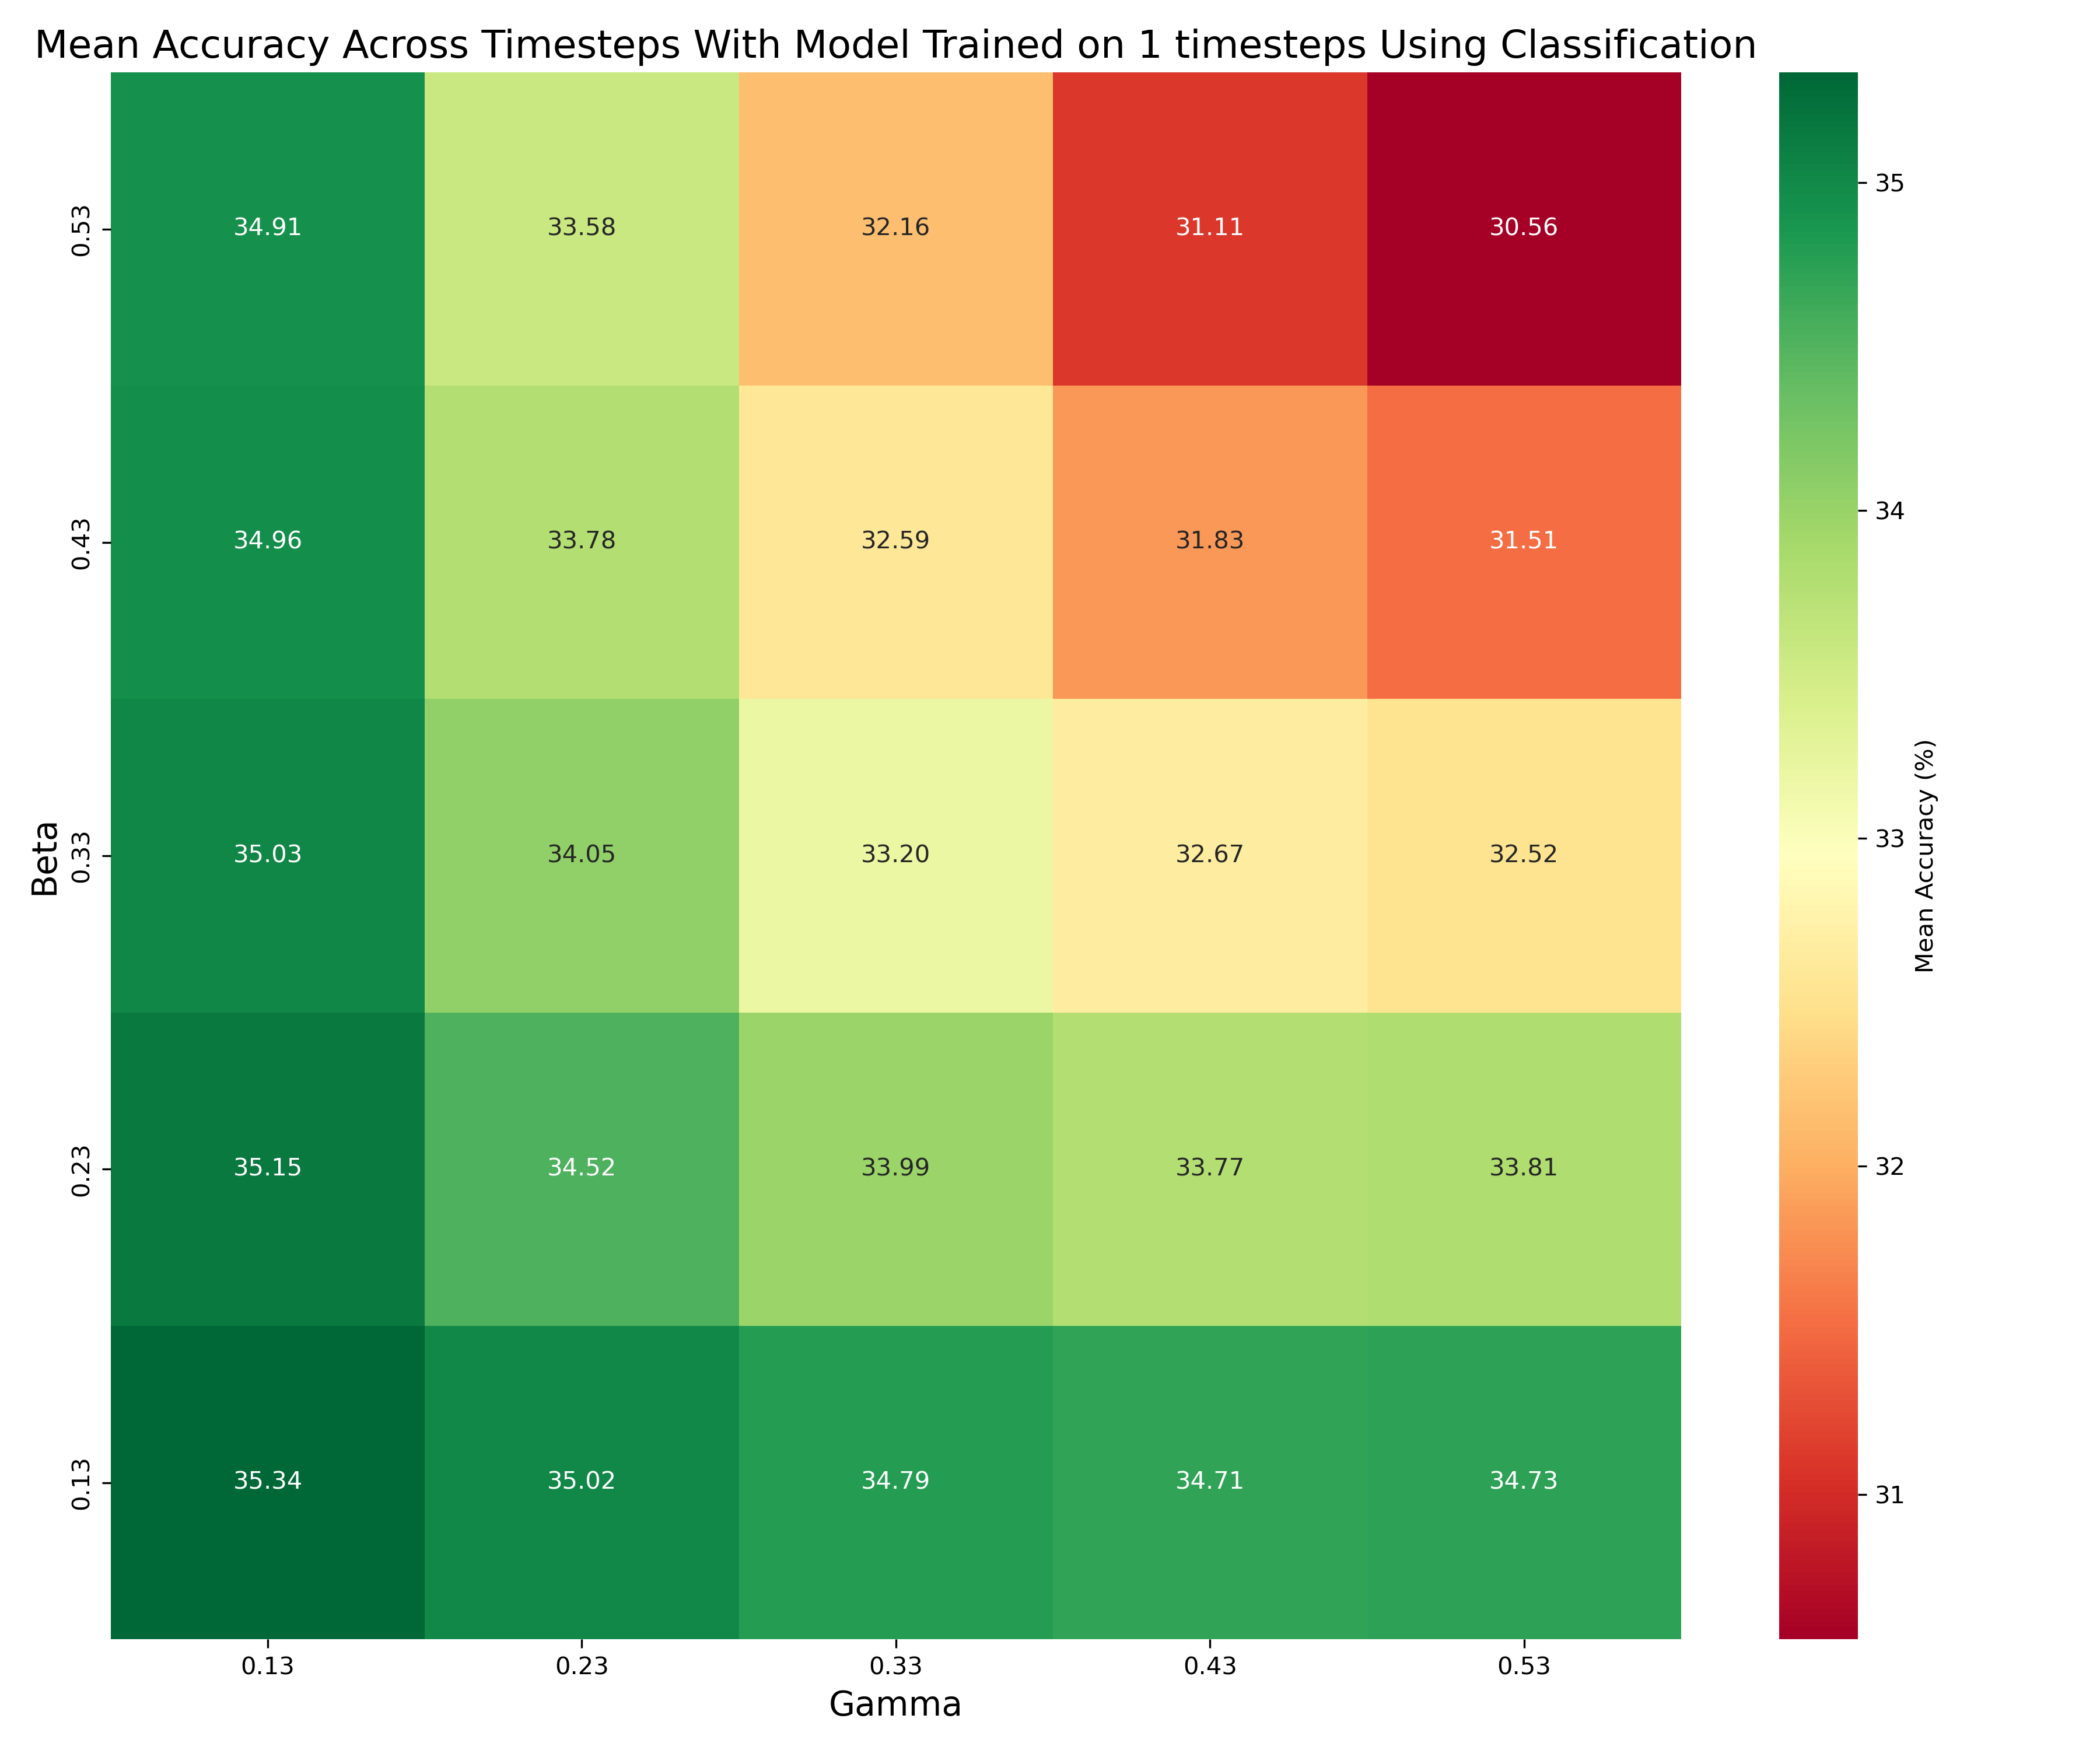 Mean Accuracy Across Timesteps With Model Trained on 1 timesteps Using Classification
Beta
0.53
34.91 33.58 32.16 31.11 30.56
0.43
34.96 33.78 32.59 31.83 31.51
0.33
35.03 34.05 33.20 32.67 32.52
0.23
35.15 34.52 33.99 33.77 33.81
0.13
35.34 35.02 34.79 34.71 34.73
0.13 0.23 0.33 0.43 0.53
Gamma
35
34
33
32
31
Mean Accuracy (%)